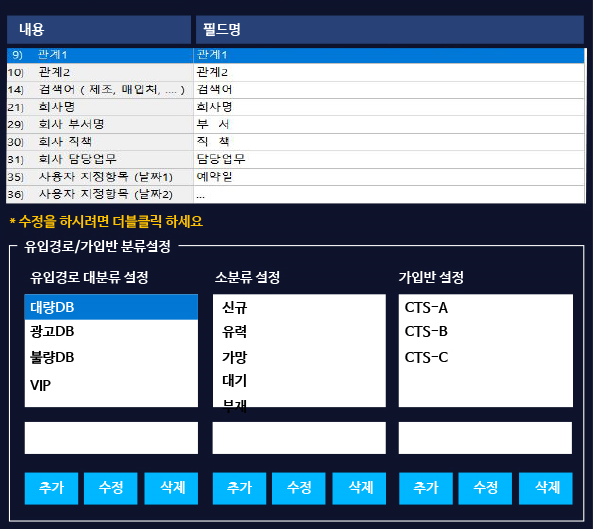 내용 필드명
9) 관계1 관계1
10) 관계2 관계2
14) 검색어 ( 제조, 매입처, .... ) 검색어
21) 회사명 회사명
29) 회사 부서명 부 서
30) 회사 직책 직 책
31) 회사 담당업무 담당업무
35) 사용자 지정항목 (날짜1) 예약일
36) 사용자 지정항목 (날짜2) ...
* 수정을 하시려면 더블클릭 하세요
유입경로/가입반 분류설정
유입경로 대분류 설정 소분류 설정 가입반 설정
대량DB 신규 CTS-A
광고DB 유력 CTS-B
불량DB 가망 CTS-C
VIP 대기
부재
추가 수정 삭제 추가 수정 삭제 추가 수정 삭제